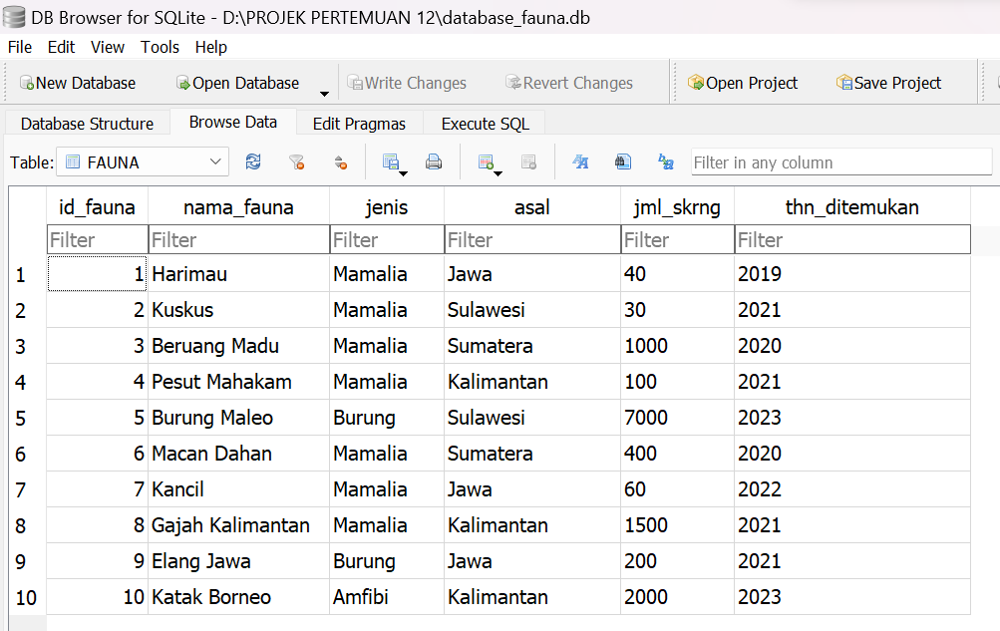 DB Browser for SQLite - D:\PROJEK PERTEMUAN 12\database_fauna.db
File Edit View Tools Help
New Database Open Database Write Changes Revert Changes Open Project Save Project
Database Structure Browse Data Edit Pragmas Execute SQL
Table: FAUNA Filter in any column
id_fauna nama_fauna jenis asal jml_skrng thn_ditemukan
Filter Filter Filter Filter Filter Filter
1 1 Harimau Mamalia Jawa 40 2019
2 2 Kuskus Mamalia Sulawesi 30 2021
3 3 Beruang Madu Mamalia Sumatera 1000 2020
4 4 Pesut Mahakam Mamalia Kalimantan 100 2021
5 5 Burung Maleo Burung Sulawesi 7000 2023
6 6 Macan Dahan Mamalia Sumatera 400 2020
7 7 Kancil Mamalia Jawa 60 2022
8 8 Gajah Kalimantan Mamalia Kalimantan 1500 2021
9 9 Elang Jawa Burung Jawa 200 2021
10 10 Katak Borneo Amfibi Kalimantan 2000 2023